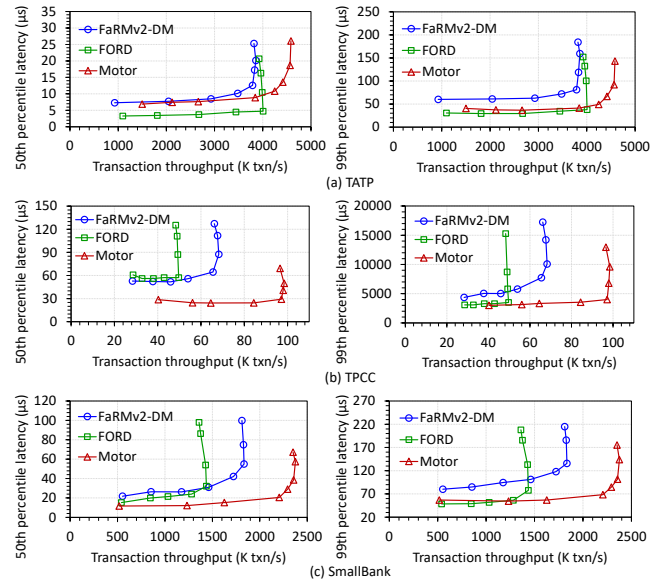 35
30
25
20
15
10
5
0
50th percentile latency (μs)
FaRMv2-DM
FORD
Motor
0 1000 2000 3000 4000 5000
Transaction throughput (K txn/s)
250
200
150
100
50
0
99th percentile latency (μs)
FaRMv2-DM
FORD
Motor
0 1000 2000 3000 4000 5000
Transaction throughput (K txn/s)
(a) TATP
150
120
90
60
30
0
50th percentile latency (μs)
FaRMv2-DM
FORD
Motor
0 20 40 60 80 100
Transaction throughput (K txn/s)
20000
15000
10000
5000
0
99th percentile latency (μs)
FaRMv2-DM
FORD
Motor
0 20 40 60 80 100
Transaction throughput (K txn/s)
(b) TPCC
120
100
80
60
40
20
0
50th percentile latency (μs)
FaRMv2-DM
FORD
Motor
0 500 1000 1500 2000 2500
Transaction throughput (K txn/s)
270
220
170
120
70
20
99th percentile latency (μs)
FaRMv2-DM
FORD
Motor
0 500 1000 1500 2000 2500
Transaction throughput (K txn/s)
(c) SmallBank